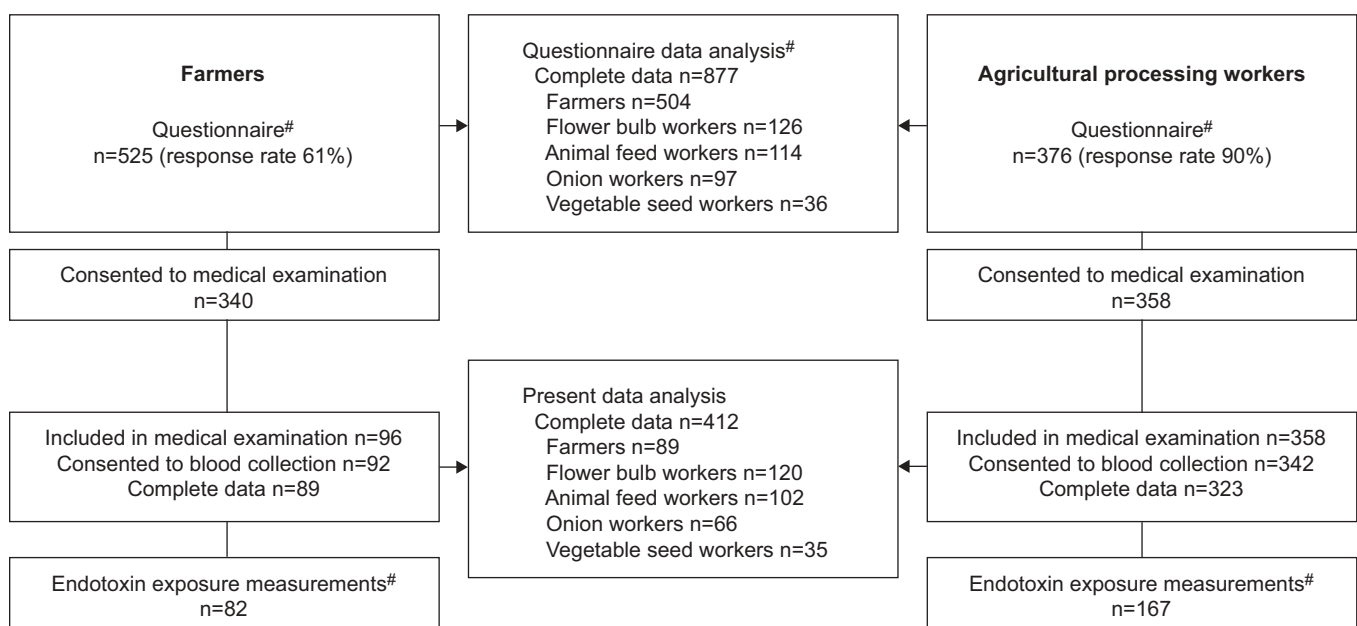 Farmers
Questionnaire#
n=525 (response rate 61%)
Questionnaire data analysis#
Complete data n=877
Farmers n=504
Flower bulb workers n=126
Animal feed workers n=114
Onion workers n=97
Vegetable seed workers n=36
Agricultural processing workers
Questionnaire#
n=376 (response rate 90%)
Consented to medical examination
n=340
Consented to medical examination
n=358
Included in medical examination n=96
Consented to blood collection n=92
Complete data n=89
Present data analysis
Complete data n=412
Farmers n=89
Flower bulb workers n=120
Animal feed workers n=102
Onion workers n=66
Vegetable seed workers n=35
Included in medical examination n=358
Consented to blood collection n=342
Complete data n=323
Endotoxin exposure measurements#
n=82
Endotoxin exposure measurements#
n=167